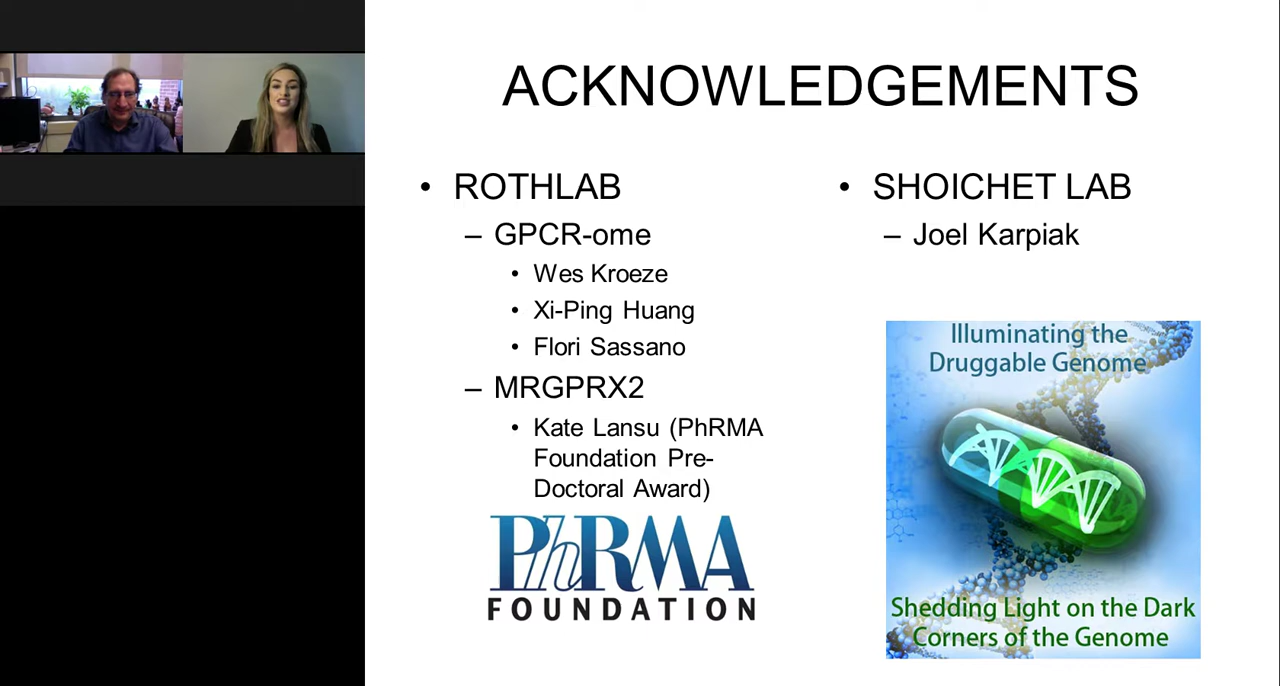 ACKNOWLEDGEMENTS
• ROTHLAB
– GPCR-ome
• Wes Kroeze
• Xi-Ping Huang
• Flori Sassano
– MRGPRX2
• Kate Lansu (PhRMA
Foundation Pre-
Doctoral Award)
PhRMA
FOUNDATION
• SHOICHET LAB
– Joel Karpiak
Illuminating the
Druggable Genome
Shedding Light on the Dark
Corners of the Genome